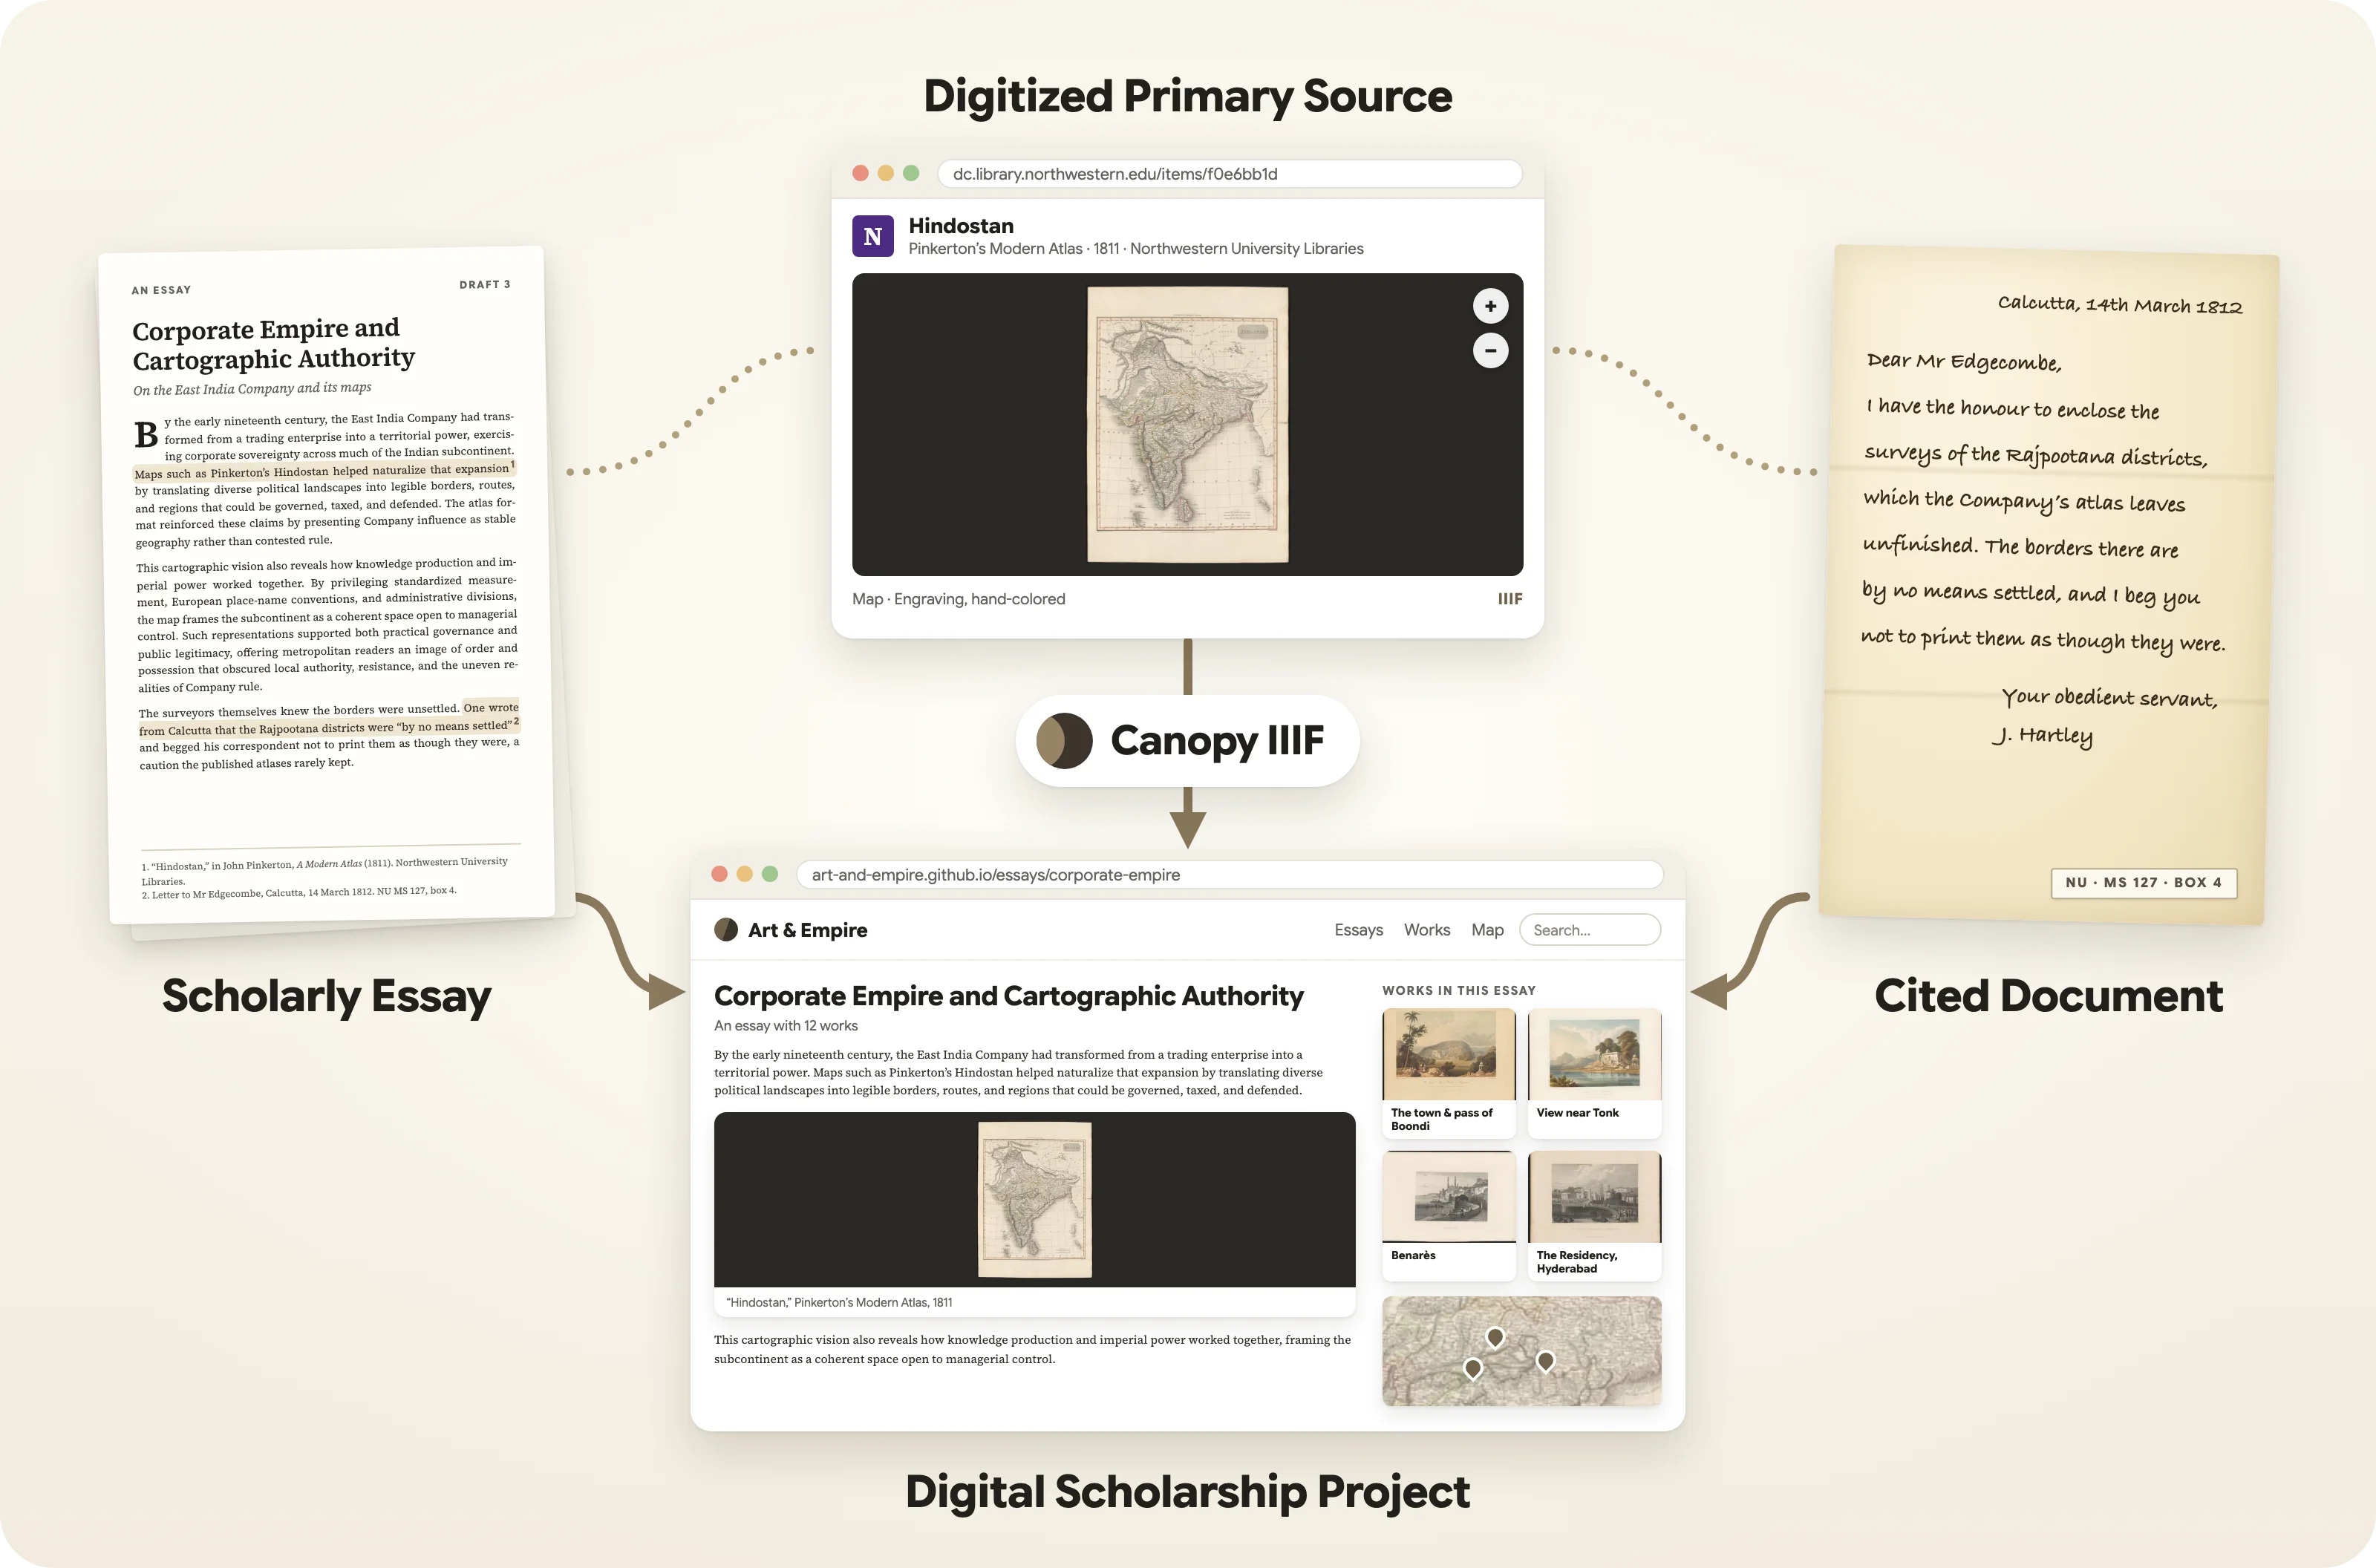 Digitized Primary Source
dc.library.northwestern.edu/items/f0e6bb1d
N
Hindostan
Pinkerton's Modern Atlas · 1811 · Northwestern University Libraries
+
−
Map · Engraving, hand-colored
IIIF
AN ESSAY
DRAFT 3
Corporate Empire and
Cartographic Authority
On the East India Company and its maps
By the early nineteenth century, the East India Company had trans-
formed from a trading enterprise into a territorial power, exercis-
ing corporate sovereignty across much of the Indian subcontinent.
Maps such as Pinkerton's Hindostan helped naturalize that expansion1
by translating diverse political landscapes into legible borders, routes,
and regions that could be governed, taxed, and defended. The atlas for-
mat reinforced these claims by presenting Company influence as stable
geography rather than contested rule.
This cartographic vision also reveals how knowledge production and im-
perial power worked together. By privileging standardized measure-
ment, European place-name conventions, and administrative divisions,
the map frames the subcontinent as a coherent space open to managerial
control. Such representations supported both practical governance and
public legitimacy, offering metropolitan readers an image of order and
possession that obscured local authority, resistance, and the uneven re-
alities of Company rule.
The surveyors themselves knew the borders were unsettled. One wrote
from Calcutta that the Rajpootana districts were “by no means settled”2
and begged his correspondent not to print them as though they were, a
caution the published atlases rarely kept.
1. “Hindostan,” in John Pinkerton, A Modern Atlas (1811). Northwestern University
Libraries.
2. Letter to Mr Edgecombe, Calcutta, 14 March 1812. NU MS 127, box 4.
Scholarly Essay
Calcutta, 14th March 1812
Dear Mr Edgecombe,
I have the honour to enclose the
surveys of the Rajpootana districts,
which the Company's atlas leaves
unfinished. The borders there are
by no means settled, and I beg you
not to print them as though they were.
Your obedient servant,
J. Hartley
NU · MS 127 · BOX 4
Cited Document
Canopy IIIF
art-and-empire.github.io/essays/corporate-empire
Art & Empire
Essays
Works
Map
Search...
Corporate Empire and Cartographic Authority
An essay with 12 works
By the early nineteenth century, the East India Company had transformed from a trading enterprise into a
territorial power. Maps such as Pinkerton's Hindostan helped naturalize that expansion by translating diverse
political landscapes into legible borders, routes, and regions that could be governed, taxed, and defended.
“Hindostan,” Pinkerton's Modern Atlas, 1811
This cartographic vision also reveals how knowledge production and imperial power worked together, framing the
subcontinent as a coherent space open to managerial control.
WORKS IN THIS ESSAY
The town & pass of
Boondi
View near Tonk
Benarès
The Residency,
Hyderabad
Digital Scholarship Project